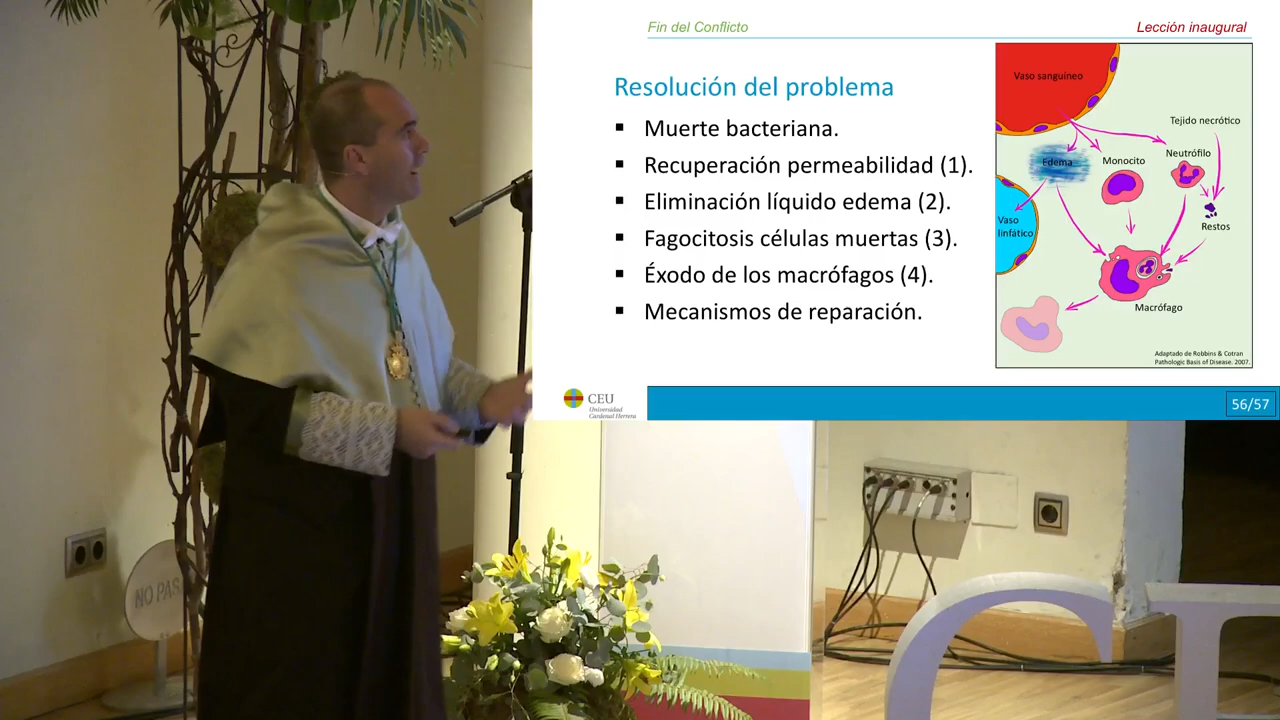 Fin del Conflicto
Lección inaugural
Resolución del problema
▪ Muerte bacteriana.
▪ Recuperación permeabilidad (1).
▪ Eliminación líquido edema (2).
▪ Fagocitosis células muertas (3).
▪ Éxodo de los macrófagos (4).
▪ Mecanismos de reparación.
Vaso sanguíneo
Tejido necrótico
Edema
Monocito
Neutrófilo
Vaso
linfático
Restos
Macrófago
Adaptado de Robbins & Cotran
Pathologic Basis of Disease. 2007.
CEU
Universidad
Cardenal Herrera
56/57
NO PAS